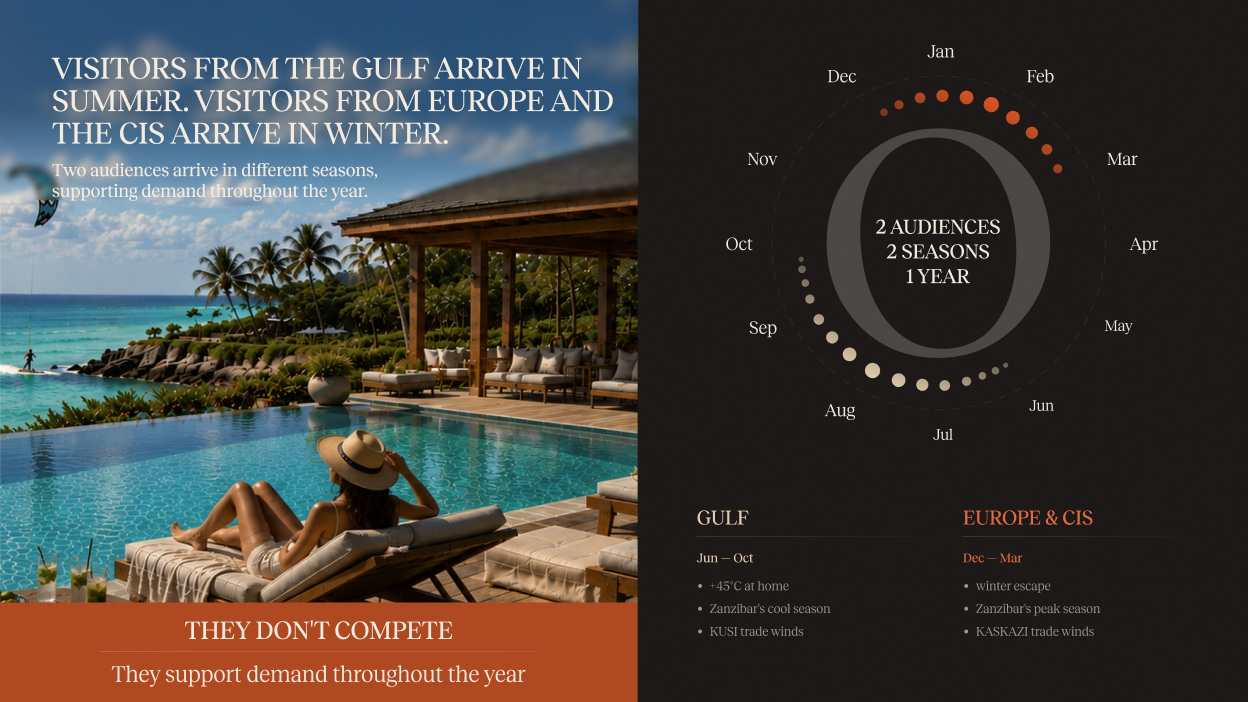 VISITORS FROM THE GULF ARRIVE IN
SUMMER. VISITORS FROM EUROPE AND
THE CIS ARRIVE IN WINTER.
Two audiences arrive in different seasons,
supporting demand throughout the year.
THEY DON'T COMPETE
They support demand throughout the year
Jan
Feb
Mar
Apr
May
Jun
Jul
Aug
Sep
Oct
Nov
Dec
2 AUDIENCES
2 SEASONS
1 YEAR
GULF
Jun — Oct
• +45°C at home
• Zanzibar's cool season
• KUSI trade winds
EUROPE & CIS
Dec — Mar
• winter escape
• Zanzibar's peak season
• KASKAZI trade winds